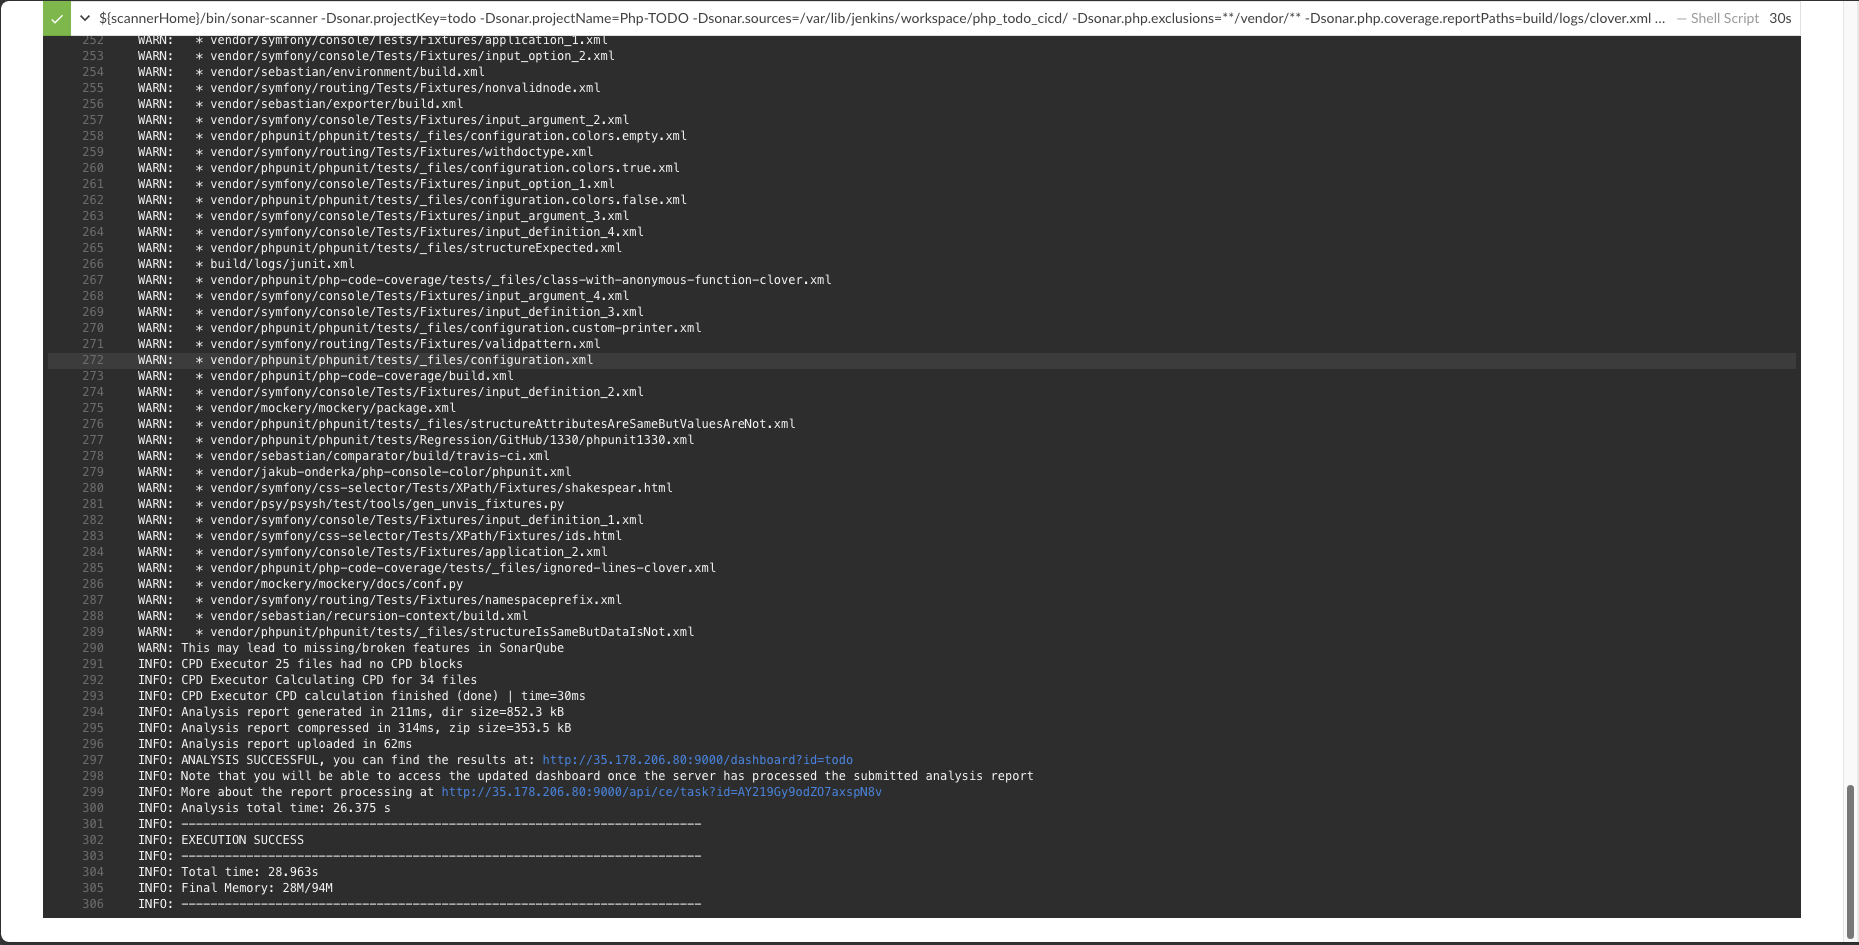 ${scannerHome}/bin/sonar-scanner -Dsonar.projectKey=todo -Dsonar.projectName=Php-TODO -Dsonar.sources=/var/lib/jenkins/workspace/php_todo_cicd/ -Dsonar.php.exclusions=**/vendor/** -Dsonar.php.coverage.reportPaths=build/logs/clover.xml ... — Shell Script 30s
252 WARN: * vendor/symfony/console/Tests/Fixtures/application_1.xml
253 WARN: * vendor/symfony/console/Tests/Fixtures/input_option_2.xml
254 WARN: * vendor/sebastian/environment/build.xml
255 WARN: * vendor/symfony/routing/Tests/Fixtures/nonvalidnode.xml
256 WARN: * vendor/sebastian/exporter/build.xml
257 WARN: * vendor/symfony/console/Tests/Fixtures/input_argument_2.xml
258 WARN: * vendor/phpunit/phpunit/tests/_files/configuration.colors.empty.xml
259 WARN: * vendor/symfony/routing/Tests/Fixtures/withdoctype.xml
260 WARN: * vendor/phpunit/phpunit/tests/_files/configuration.colors.true.xml
261 WARN: * vendor/symfony/console/Tests/Fixtures/input_option_1.xml
262 WARN: * vendor/phpunit/phpunit/tests/_files/configuration.colors.false.xml
263 WARN: * vendor/symfony/console/Tests/Fixtures/input_argument_3.xml
264 WARN: * vendor/symfony/console/Tests/Fixtures/input_definition_4.xml
265 WARN: * vendor/phpunit/phpunit/tests/_files/structureExpected.xml
266 WARN: * build/logs/junit.xml
267 WARN: * vendor/phpunit/php-code-coverage/tests/_files/class-with-anonymous-function-clover.xml
268 WARN: * vendor/symfony/console/Tests/Fixtures/input_argument_4.xml
269 WARN: * vendor/symfony/console/Tests/Fixtures/input_definition_3.xml
270 WARN: * vendor/phpunit/phpunit/tests/_files/configuration.custom-printer.xml
271 WARN: * vendor/symfony/routing/Tests/Fixtures/validpattern.xml
272 WARN: * vendor/phpunit/phpunit/tests/_files/configuration.xml
273 WARN: * vendor/phpunit/php-code-coverage/build.xml
274 WARN: * vendor/symfony/console/Tests/Fixtures/input_definition_2.xml
275 WARN: * vendor/mockery/mockery/package.xml
276 WARN: * vendor/phpunit/phpunit/tests/_files/structureAttributesAreSameButValuesAreNot.xml
277 WARN: * vendor/phpunit/phpunit/tests/Regression/GitHub/1330/phpunit1330.xml
278 WARN: * vendor/sebastian/comparator/build/travis-ci.xml
279 WARN: * vendor/jakub-onderka/php-console-color/phpunit.xml
280 WARN: * vendor/symfony/css-selector/Tests/XPath/Fixtures/shakespear.html
281 WARN: * vendor/psy/psysh/test/tools/gen_unvis_fixtures.py
282 WARN: * vendor/symfony/console/Tests/Fixtures/input_definition_1.xml
283 WARN: * vendor/symfony/css-selector/Tests/XPath/Fixtures/ids.html
284 WARN: * vendor/symfony/console/Tests/Fixtures/application_2.xml
285 WARN: * vendor/phpunit/php-code-coverage/tests/_files/ignored-lines-clover.xml
286 WARN: * vendor/mockery/mockery/docs/conf.py
287 WARN: * vendor/symfony/routing/Tests/Fixtures/namespaceprefix.xml
288 WARN: * vendor/sebastian/recursion-context/build.xml
289 WARN: * vendor/phpunit/phpunit/tests/_files/structureIsSameButDataIsNot.xml
290 WARN: This may lead to missing/broken features in SonarQube
291 INFO: CPD Executor 25 files had no CPD blocks
292 INFO: CPD Executor Calculating CPD for 34 files
293 INFO: CPD Executor CPD calculation finished (done) | time=30ms
294 INFO: Analysis report generated in 211ms, dir size=852.3 kB
295 INFO: Analysis report compressed in 314ms, zip size=353.5 kB
296 INFO: Analysis report uploaded in 62ms
297 INFO: ANALYSIS SUCCESSFUL, you can find the results at: http://35.178.206.80:9000/dashboard?id=todo
298 INFO: Note that you will be able to access the updated dashboard once the server has processed the submitted analysis report
299 INFO: More about the report processing at http://35.178.206.80:9000/api/ce/task?id=AY219Gy9odZO7axspN8v
300 INFO: Analysis total time: 26.375 s
301 INFO: ------------------------------------------------------------------------
302 INFO: EXECUTION SUCCESS
303 INFO: ------------------------------------------------------------------------
304 INFO: Total time: 28.963s
305 INFO: Final Memory: 28M/94M
306 INFO: ------------------------------------------------------------------------